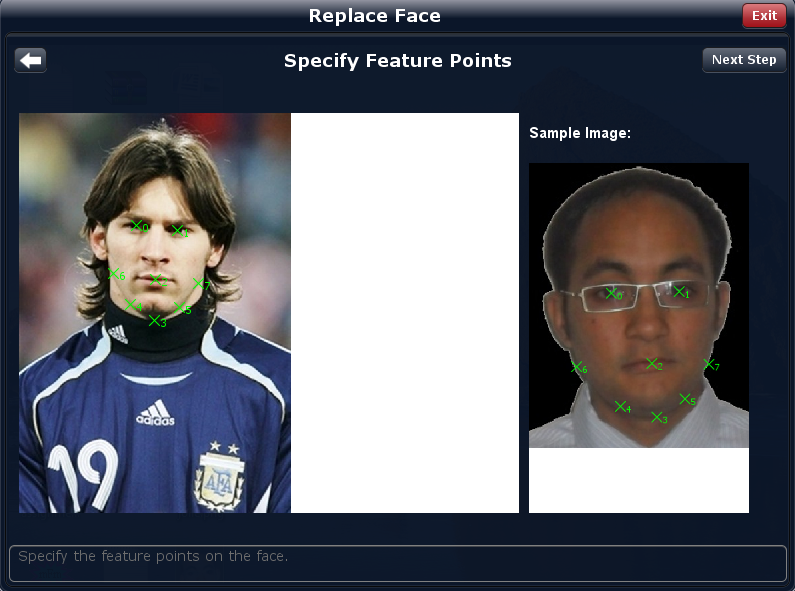 Replace Face
Exit
Specify Feature Points
Next Step
Sample Image:
0
1
6
2
7
4
5
3
19
adidas
AFA
0
1
2
6
7
4
5
3
Specify the feature points on the face.